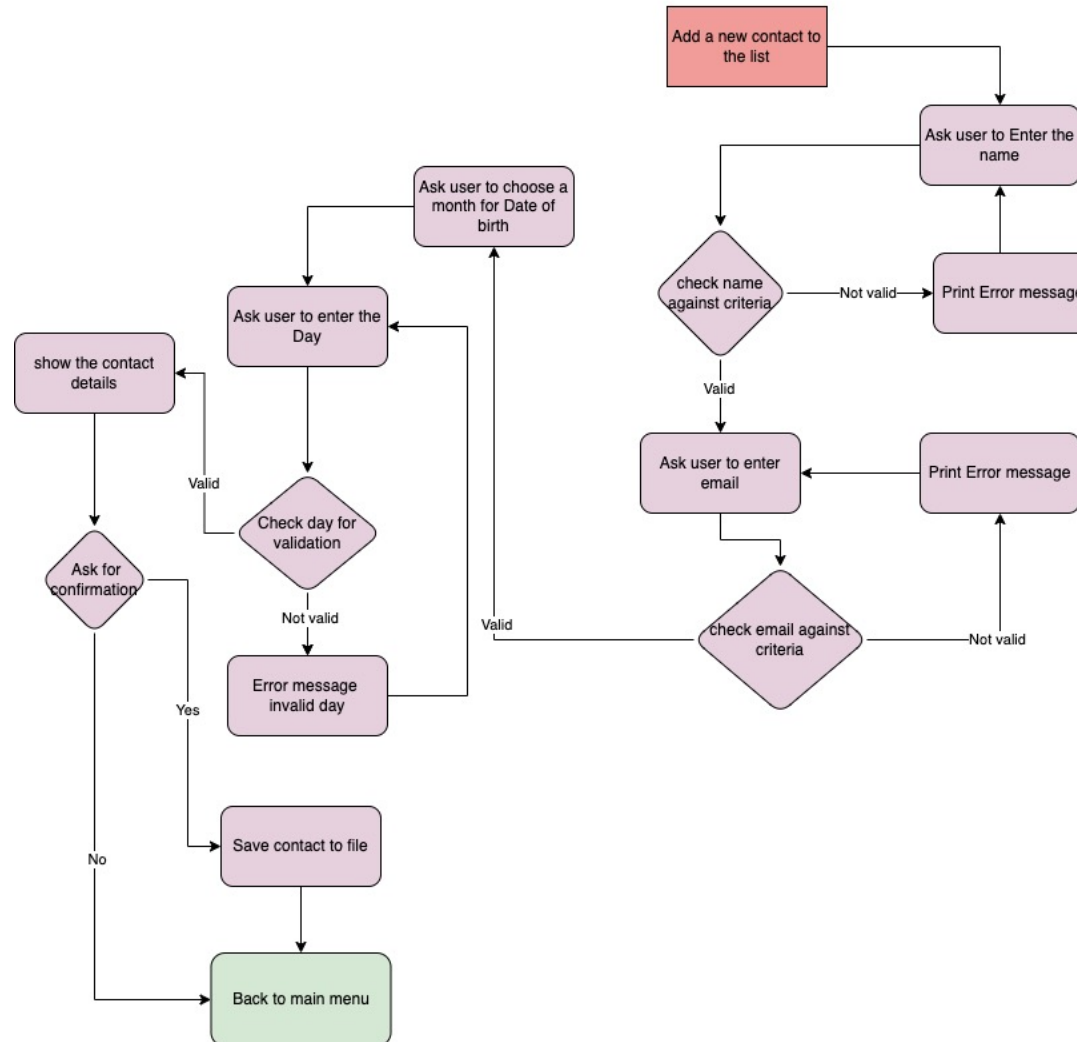 Add a new contact to
the list
Ask user to Enter the
name
check name
against criteria
Not valid
Print Error message
Valid
Ask user to enter
email
Print Error message
check email against
criteria
Not valid
Valid
Ask user to choose a
month for Date of
birth
Ask user to enter the
Day
Check day for
validation
Not valid
Error message
invalid day
Valid
show the contact
details
Ask for
confirmation
Yes
No
Save contact to file
Back to main menu